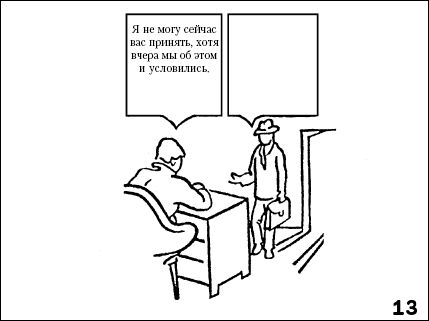 Я не могу сейчас
вас принять, хотя
вчера мы об этом
и условились.
13